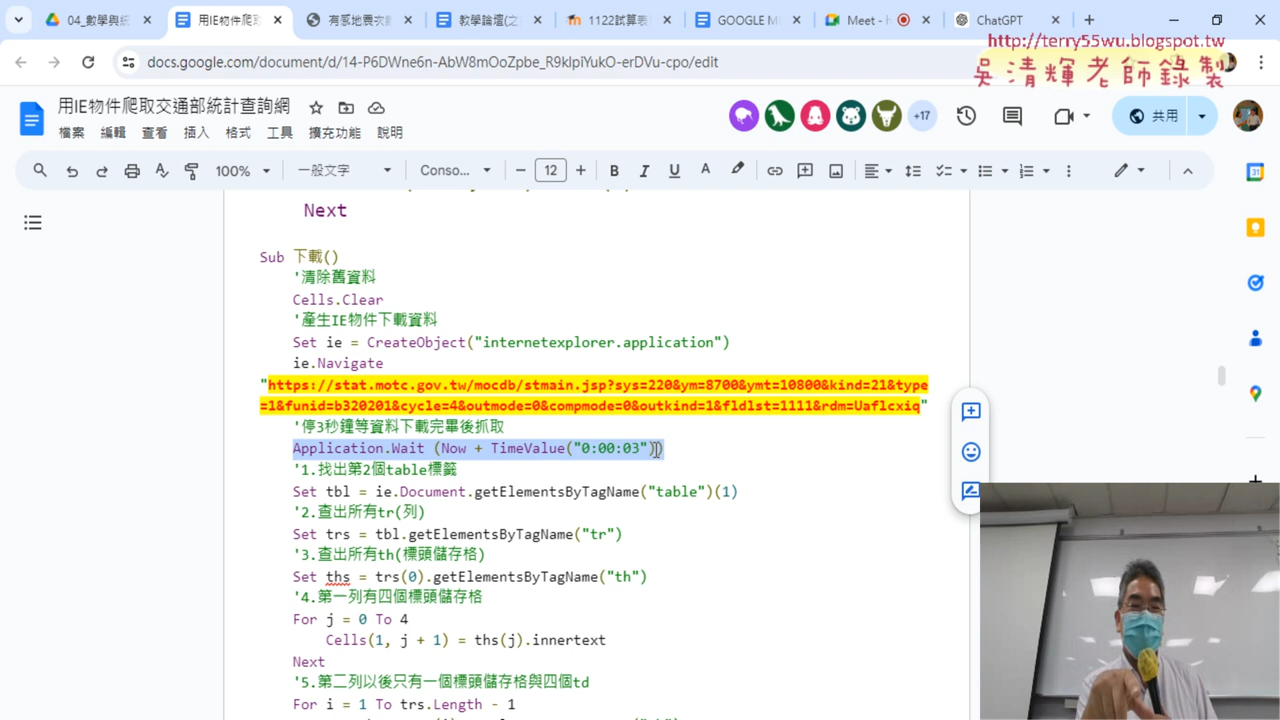 04_數學與統
用IE物件爬取
有感地震次數
教學論壇(之
1122試算表
GOOGLE M
Meet - h
ChatGPT
http://terry55wu.blogspot.tw
吳清輝老師錄製
docs.google.com/document/d/14-P6DWne6n-AbW8mOoZpbe_R9klpiYukO-erDVu-cpo/edit
用IE物件爬取交通部統計查詢網
檔案 編輯 查看 插入 格式 工具 擴充功能 說明
+17
共用
100% 一般文字 Conso... 12 B I U A
Next
Sub 下載()
'清除舊資料
Cells.Clear
'產生IE物件下載資料
Set ie = CreateObject("internetexplorer.application")
ie.Navigate
"https://stat.motc.gov.tw/mocdb/stmain.jsp?sys=220&ym=8700&ymt=10800&kind=21&type
=1&funid=b320201&cycle=4&outmode=0&compmode=0&outkind=1&fldlst=1111&rdm=Uaflcxiq"
'停3秒鐘等資料下載完畢後抓取
Application.Wait (Now + TimeValue("0:00:03"))
'1.找出第2個table標籤
Set tbl = ie.Document.getElementsByTagName("table")(1)
'2.查出所有tr(列)
Set trs = tbl.getElementsByTagName("tr")
'3.查出所有th(標頭儲存格)
Set ths = trs(0).getElementsByTagName("th")
'4.第一列有四個標頭儲存格
For j = 0 To 4
Cells(1, j + 1) = ths(j).innertext
Next
'5.第二列以後只有一個標頭儲存格與四個td
For i = 1 To trs.Length - 1